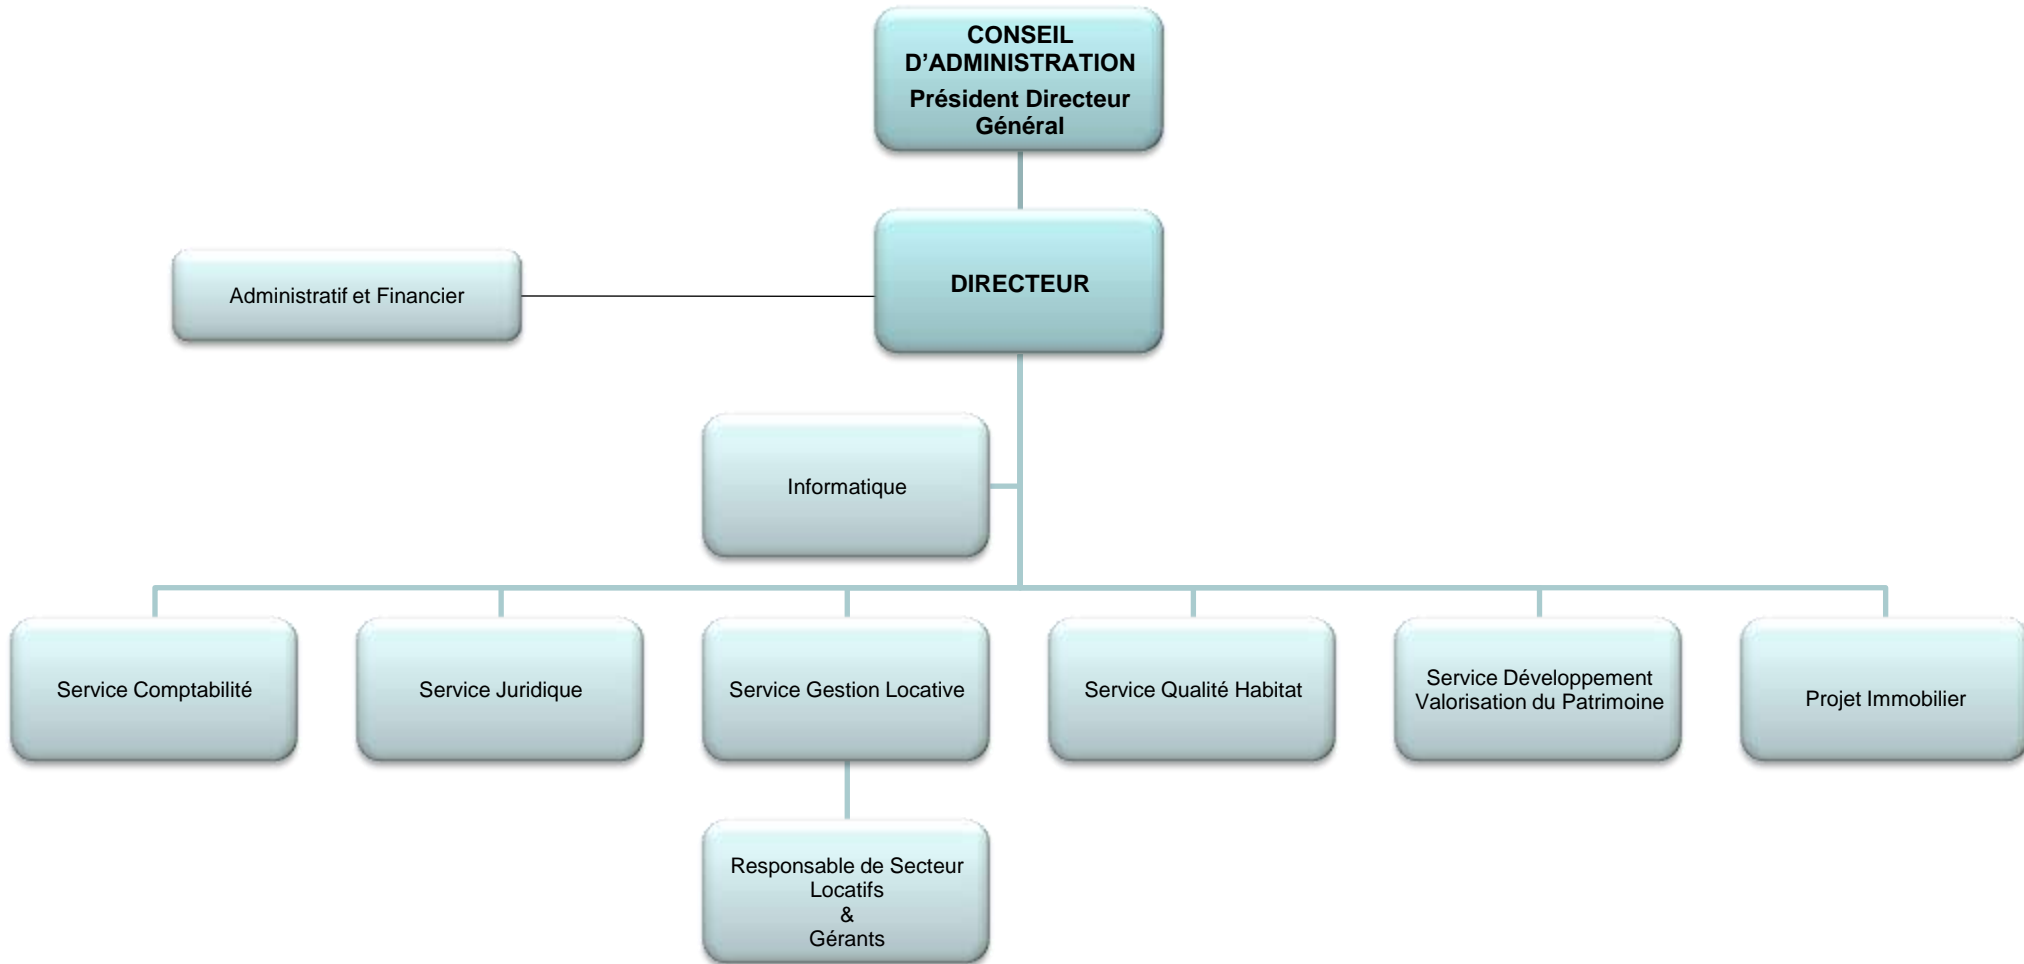 CONSEIL
D’ADMINISTRATION
Président Directeur
Général
DIRECTEUR
Administratif et Financier
Informatique
Service Comptabilité
Service Juridique
Service Gestion Locative
Service Qualité Habitat
Service Développement
Valorisation du Patrimoine
Projet Immobilier
Responsable de Secteur
Locatifs
&
Gérants